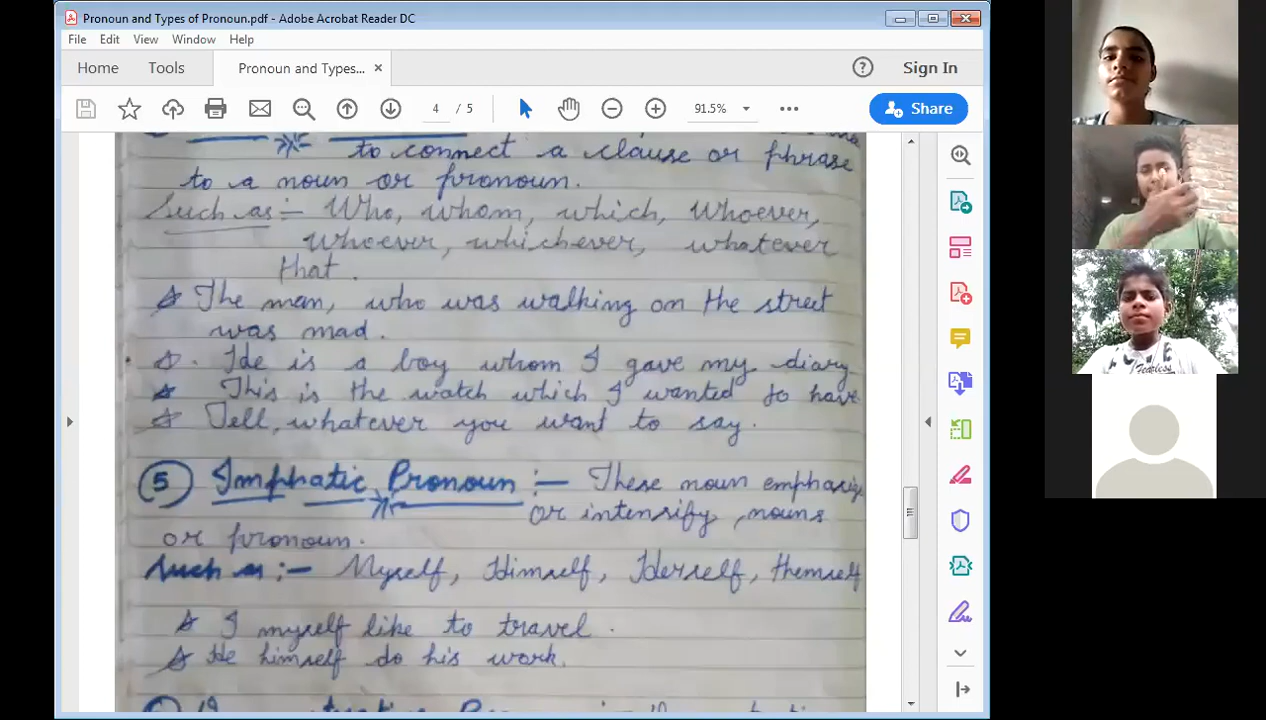 Pronoun and Types of Pronoun.pdf - Adobe Acrobat Reader DC
File Edit View Window Help
Home Tools Pronoun and Types... × Sign In
4 / 5 91.5% Share
to connect a clause or phrase
to a noun or pronoun.
Such as :- Who, whom, which, Whoever,
Whoever, whichever, whatever
that.
The man, who was walking on the street
was mad.
He is a boy whom I gave my diary
This is the watch which I wanted to have
Tell, whatever you want to say.
5 Imphatic Pronoun :- These noun emphasize
or intensify, nouns
or pronoun.
Such as :- Myself, Himself, Herself, themself
I myself like to travel.
He himself do his work.
Fearless